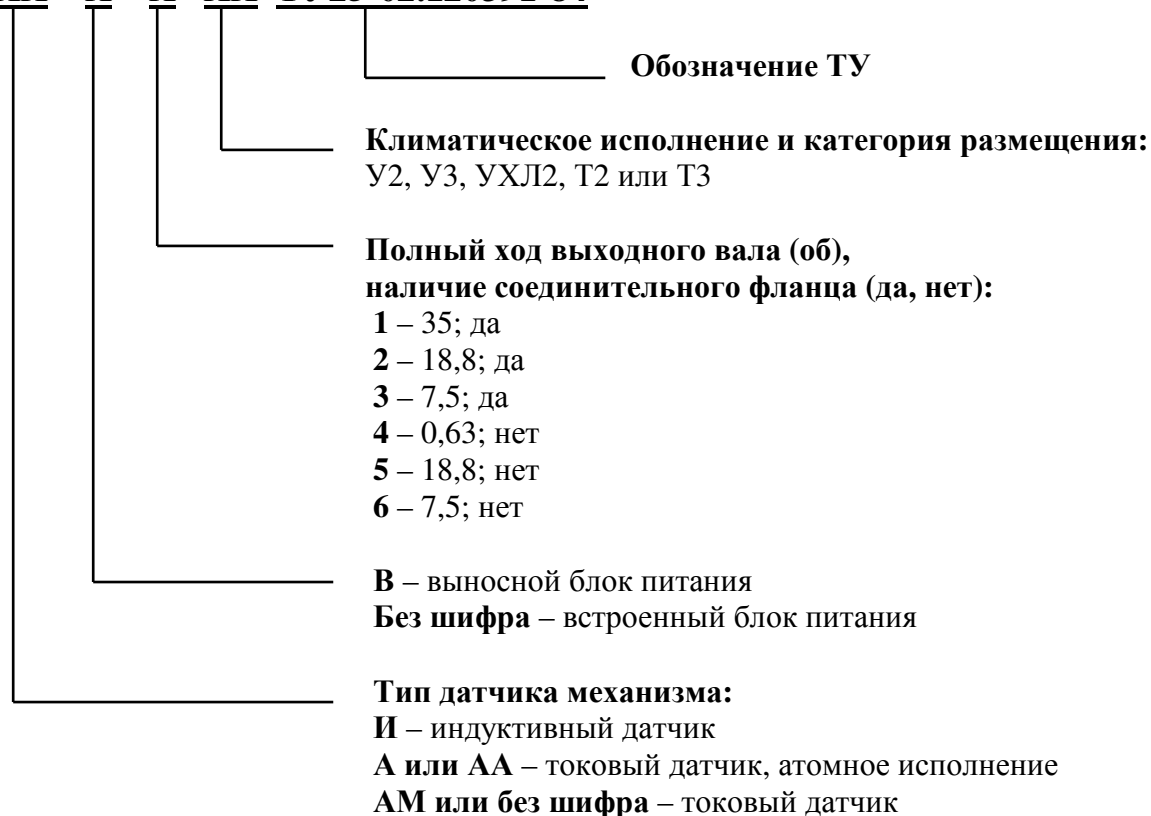 Обозначение ТУ
Климатическое исполнение и категория размещения:
У2, У3, УХЛ2, Т2 или Т3
Полный ход выходного вала (об),
наличие соединительного фланца (да, нет):
1 – 35; да
2 – 18,8; да
3 – 7,5; да
4 – 0,63; нет
5 – 18,8; нет
6 – 7,5; нет
В – выносной блок питания
Без шифра – встроенный блок питания
Тип датчика механизма:
И – индуктивный датчик
А или АА – токовый датчик, атомное исполнение
АМ или без шифра – токовый датчик